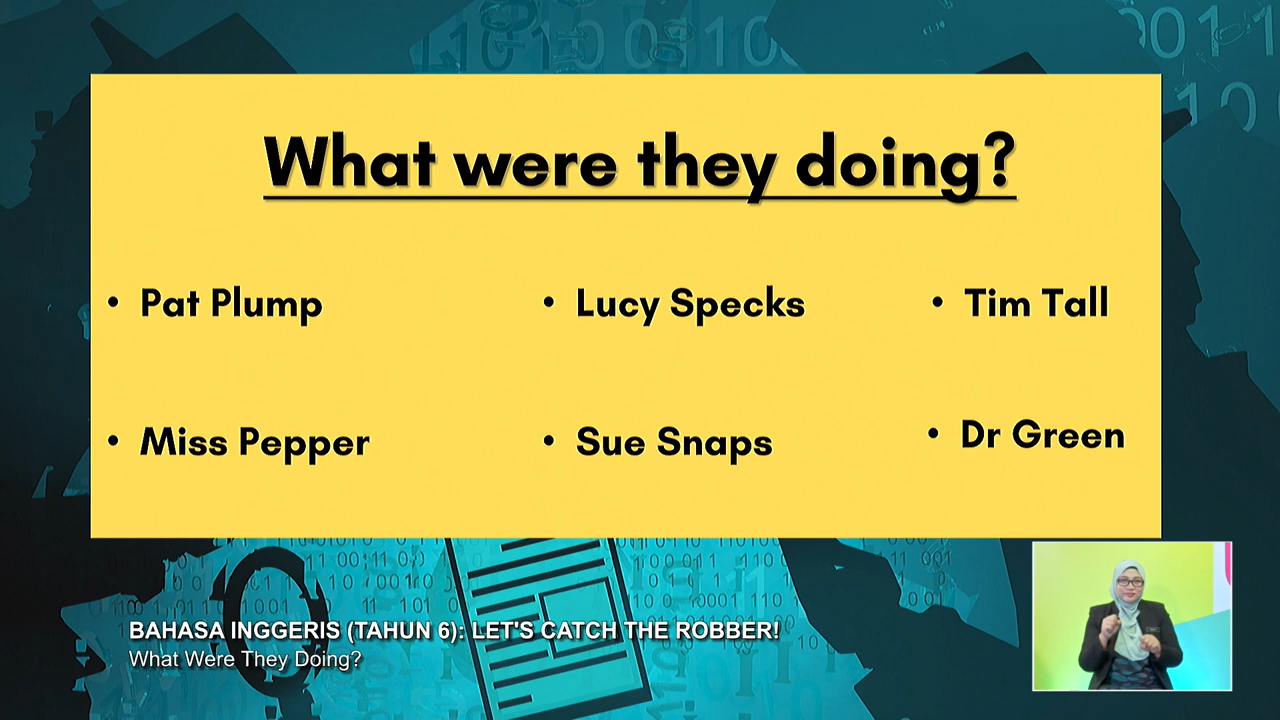 What were they doing?
• Pat Plump
• Lucy Specks
• Tim Tall
• Miss Pepper
• Sue Snaps
• Dr Green
BAHASA INGGERIS (TAHUN 6): LET'S CATCH THE ROBBER!
What Were They Doing?